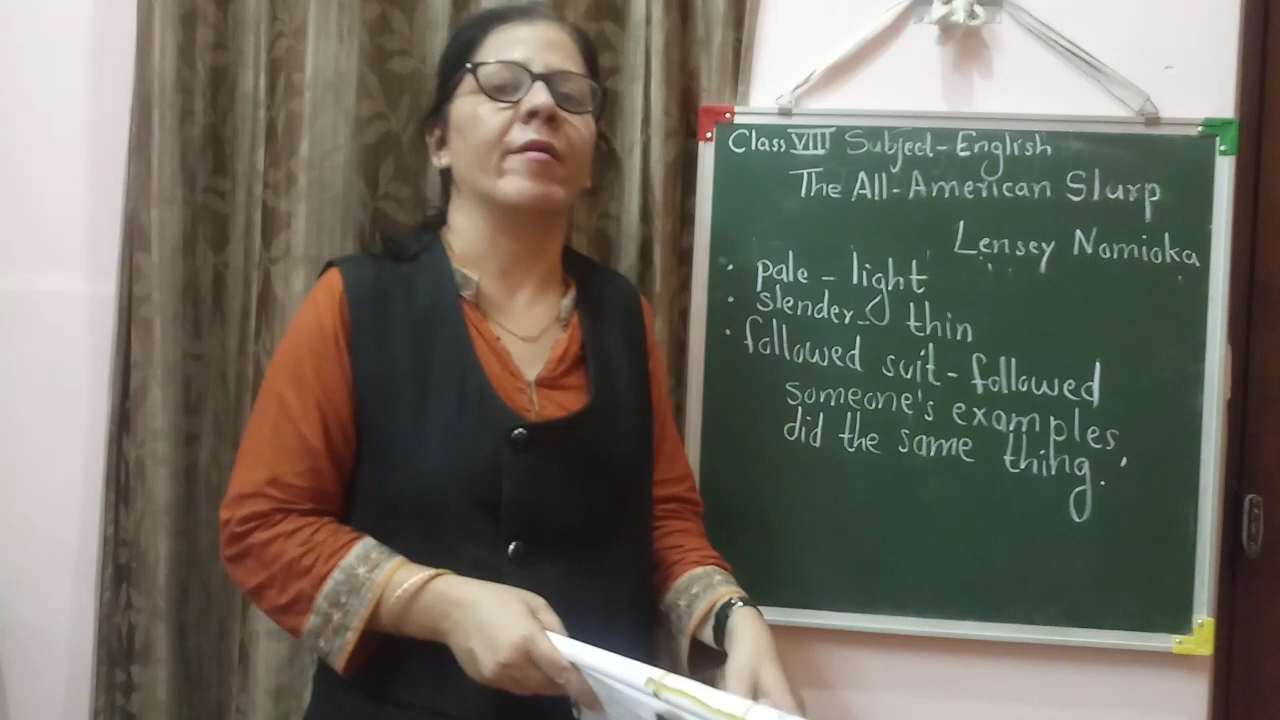 Class VIII Subject- English
The All-American Slurp
Lensey Namioka
· pale - light
· slender- thin
· followed suit - followed
someone's examples,
did the same thing.